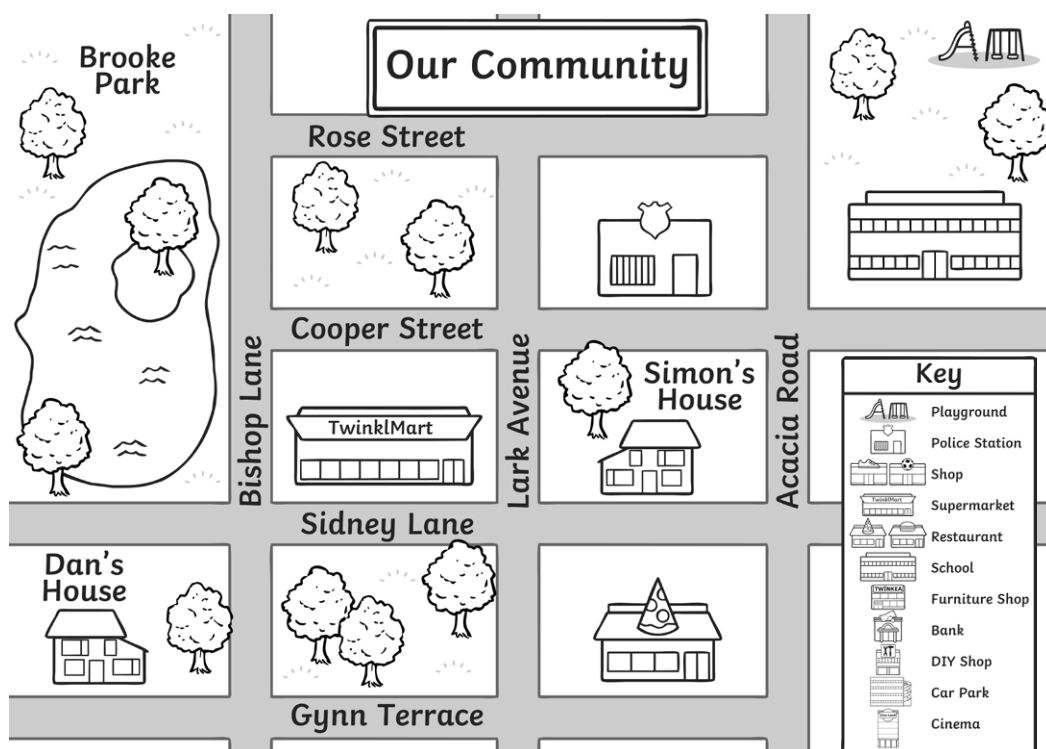 Brooke
Park
Our Community
Rose Street
Cooper Street
Bishop Lane
Lark Avenue
Acacia Road
TwinklMart
Simon's
House
Sidney Lane
Dan's
House
Gynn Terrace
Key
Playground
Police Station
Shop
TwinklMart
Supermarket
Restaurant
School
TWINKEA
Furniture Shop
Bank
DIY Shop
Car Park
Cinema